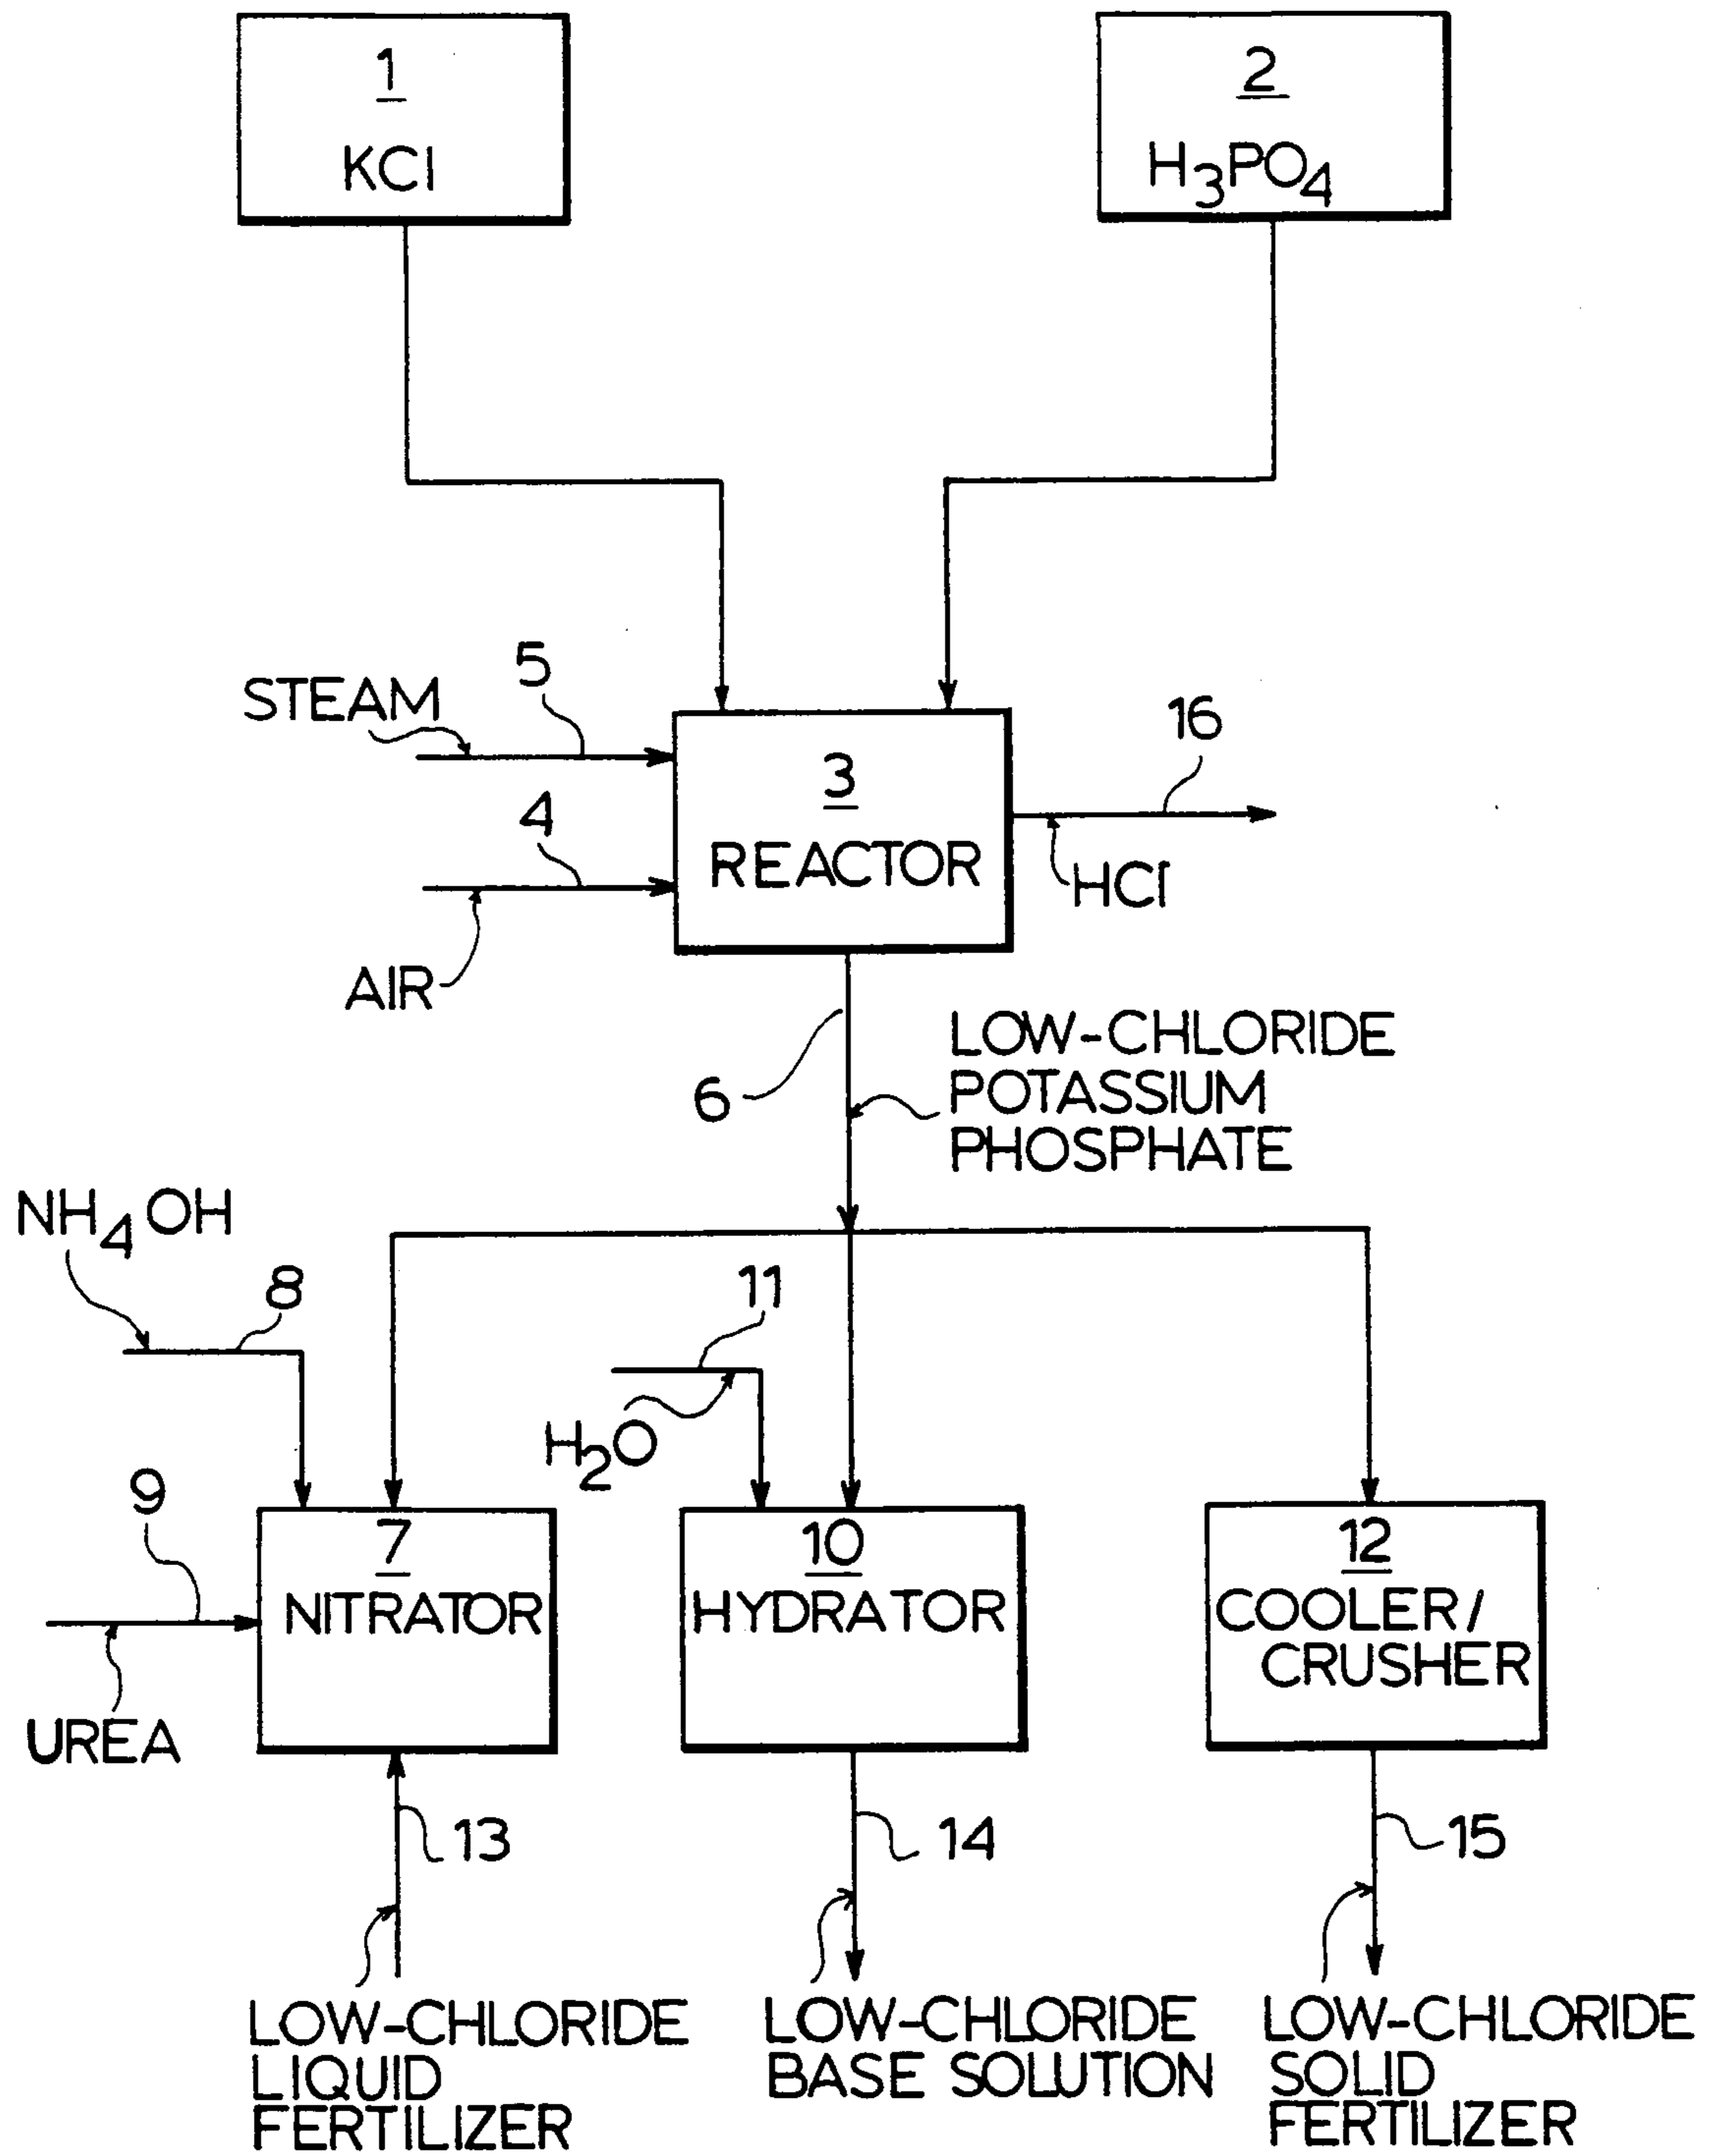 1
KCl
2
H3PO4
5
STEAM
16
3
4
REACTOR
HCl
AIR
LOW-CHLORIDE
6
POTASSIUM
PHOSPHATE
NH4OH
8
11
H2O
9
7
NITRATOR
10
HYDRATOR
12
COOLER/
CRUSHER
UREA
13
14
15
LOW-CHLORIDE
LIQUID
FERTILIZER
LOW-CHLORIDE
BASE SOLUTION
LOW-CHLORIDE
SOLID
FERTILIZER